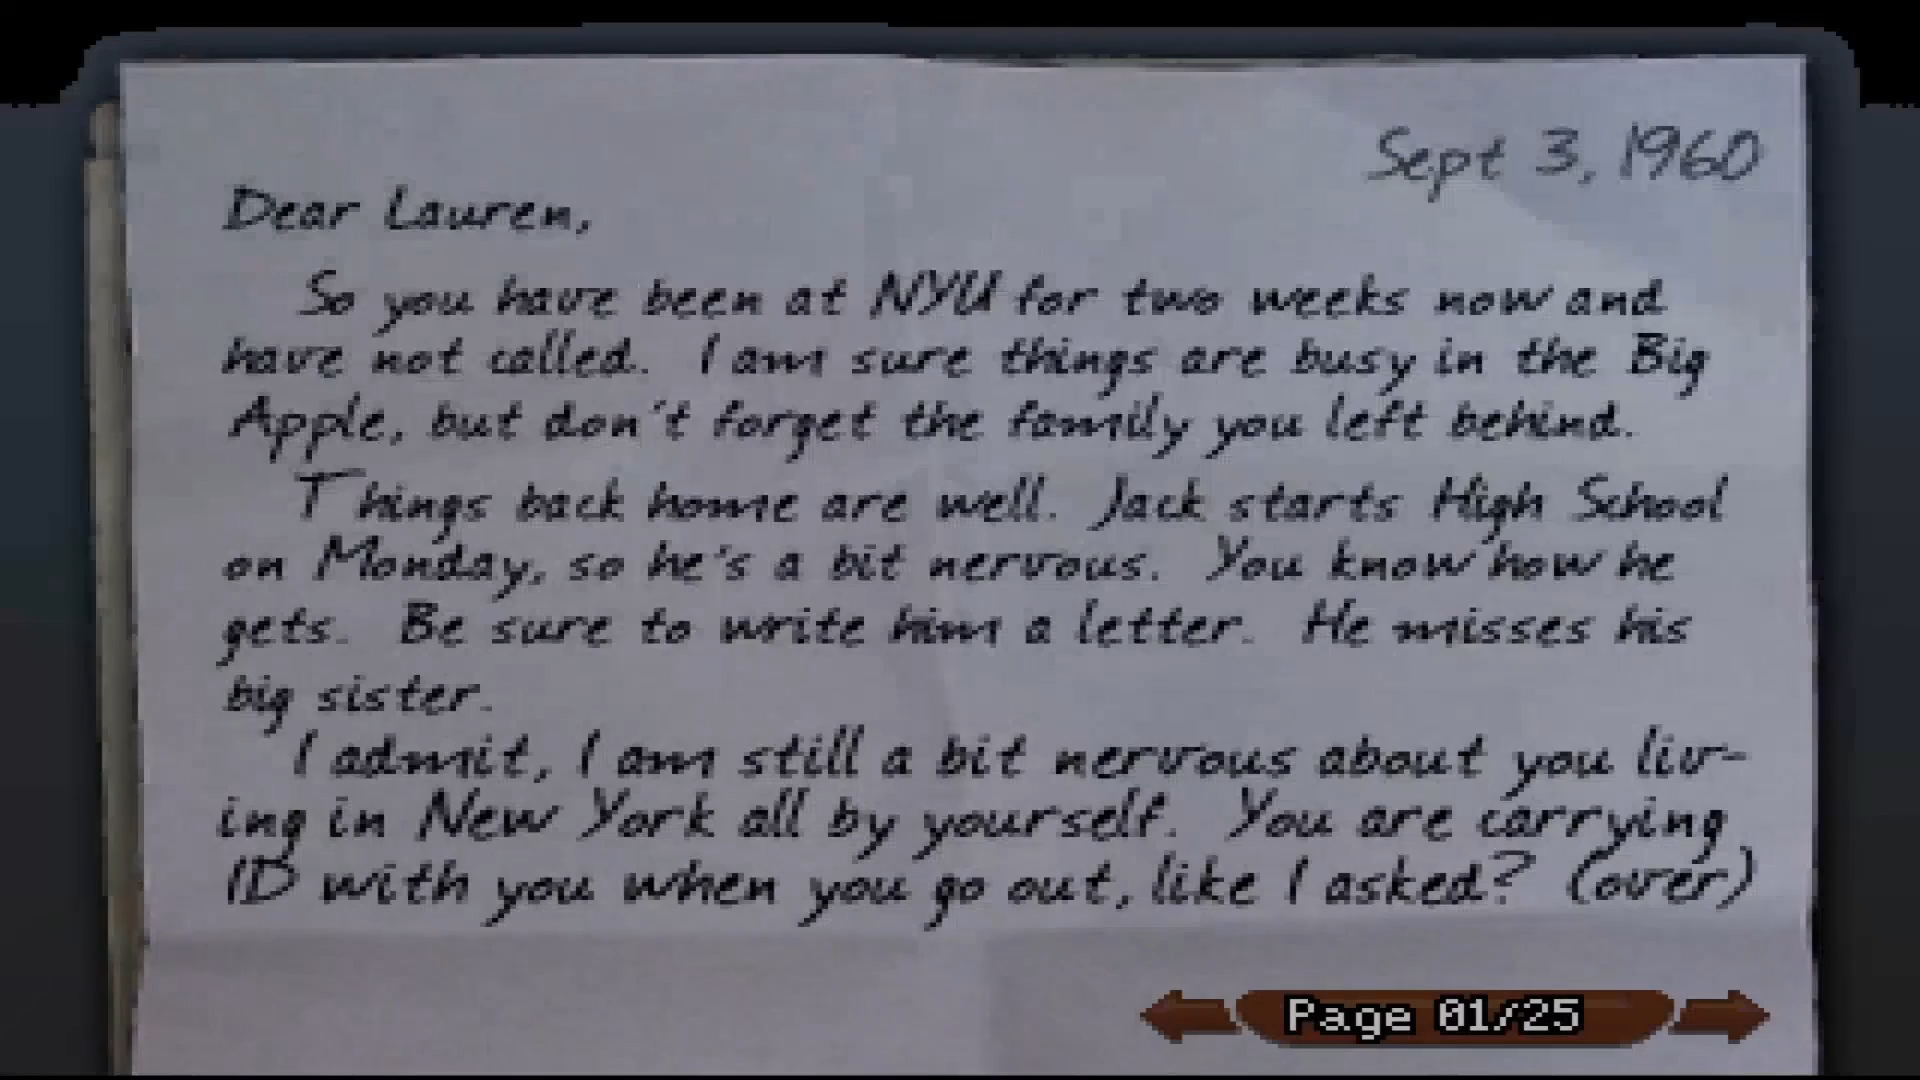 Sept 3, 1960
Dear Lauren,
So you have been at NYU for two weeks now and
have not called. I am sure things are busy in the Big
Apple, but don't forget the family you left behind.
Things back home are well. Jack starts High School
on Monday, so he's a bit nervous. You know how he
gets. Be sure to write him a letter. He misses his
big sister.
I admit, I am still a bit nervous about you liv-
ing in New York all by yourself. You are carrying
ID with you when you go out, like I asked? (over)
Page 01/25